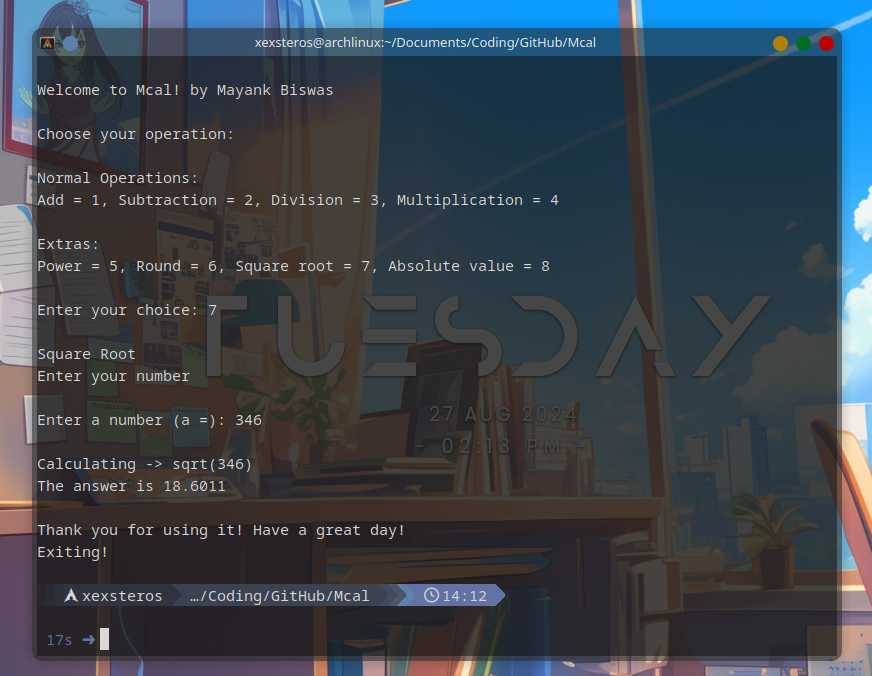 xexsteros@archlinux:~/Documents/Coding/GitHub/Mcal
Welcome to Mcal! by Mayank Biswas
Choose your operation:
Normal Operations:
Add = 1, Subtraction = 2, Division = 3, Multiplication = 4
Extras:
Power = 5, Round = 6, Square root = 7, Absolute value = 8
Enter your choice: 7
TUESDAY
Square Root
Enter your number
27 AUG 2024
Enter a number (a =): 346
- 02:13 PM -
Calculating -> sqrt(346)
The answer is 18.6011
Thank you for using it! Have a great day!
Exiting!
xexsteros …/Coding/GitHub/Mcal 14:12
17s ➜